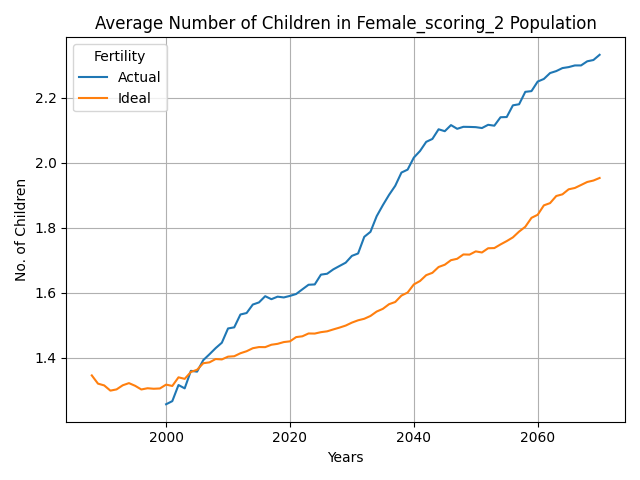 Average Number of Children in Female_scoring_2 Population
Fertility
Actual
Ideal
No. of Children
2.2
2.0
1.8
1.6
1.4
2000
2020
2040
2060
Years